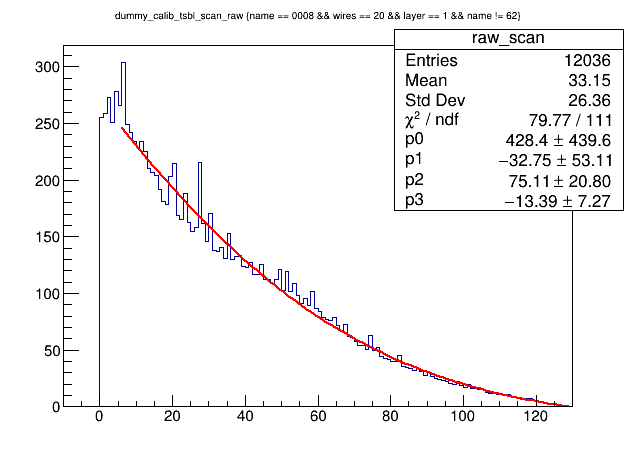 dummy_calib_tsbl_scan_raw {name == 0008 && wires == 20 && layer == 1 && name != 62}
raw_scan
Entries 12036
Mean 33.15
Std Dev 26.36
χ² / ndf 79.77 / 111
p0 428.4 ± 439.6
p1 −32.75 ± 53.11
p2 75.11 ± 20.80
p3 −13.39 ± 7.27
300
250
200
150
100
50
0
0 20 40 60 80 100 120